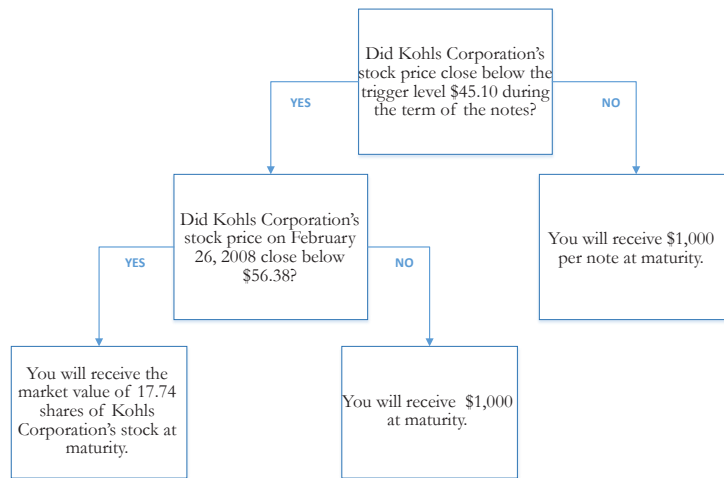 Did Kohls Corporation's
stock price close below the
trigger level $45.10 during
the term of the notes?
YES
NO
Did Kohls Corporation's
stock price on February
26, 2008 close below
$56.38?
You will receive $1,000
per note at maturity.
YES
NO
You will receive the
market value of 17.74
shares of Kohls
Corporation's stock at
maturity.
You will receive $1,000
at maturity.